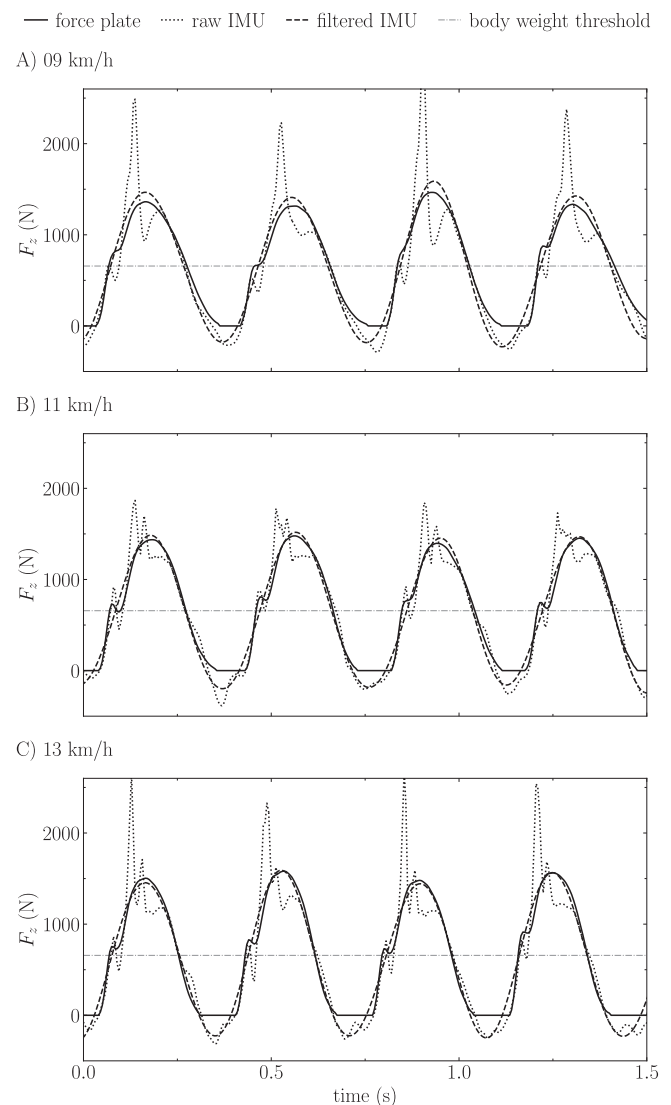 force plate raw IMU filtered IMU body weight threshold
A) 09 km/h
2000
1000
0
F_z (N)
B) 11 km/h
2000
1000
0
F_z (N)
C) 13 km/h
2000
1000
0
F_z (N)
0.0 0.5 1.0 1.5
time (s)